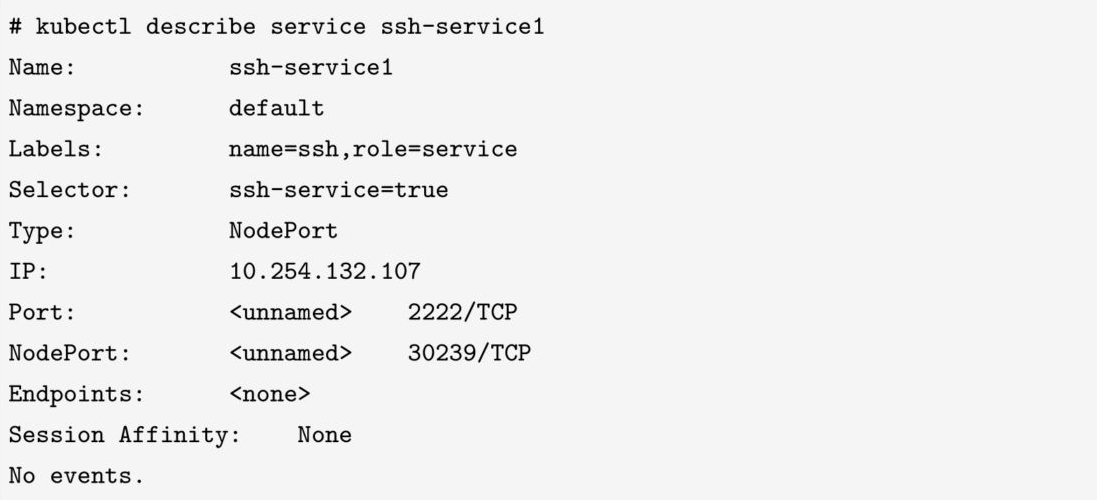 # kubectl describe service ssh-service1
Name: ssh-service1
Namespace: default
Labels: name=ssh,role=service
Selector: ssh-service=true
Type: NodePort
IP: 10.254.132.107
Port: <unnamed> 2222/TCP
NodePort: <unnamed> 30239/TCP
Endpoints: <none>
Session Affinity: None
No events.